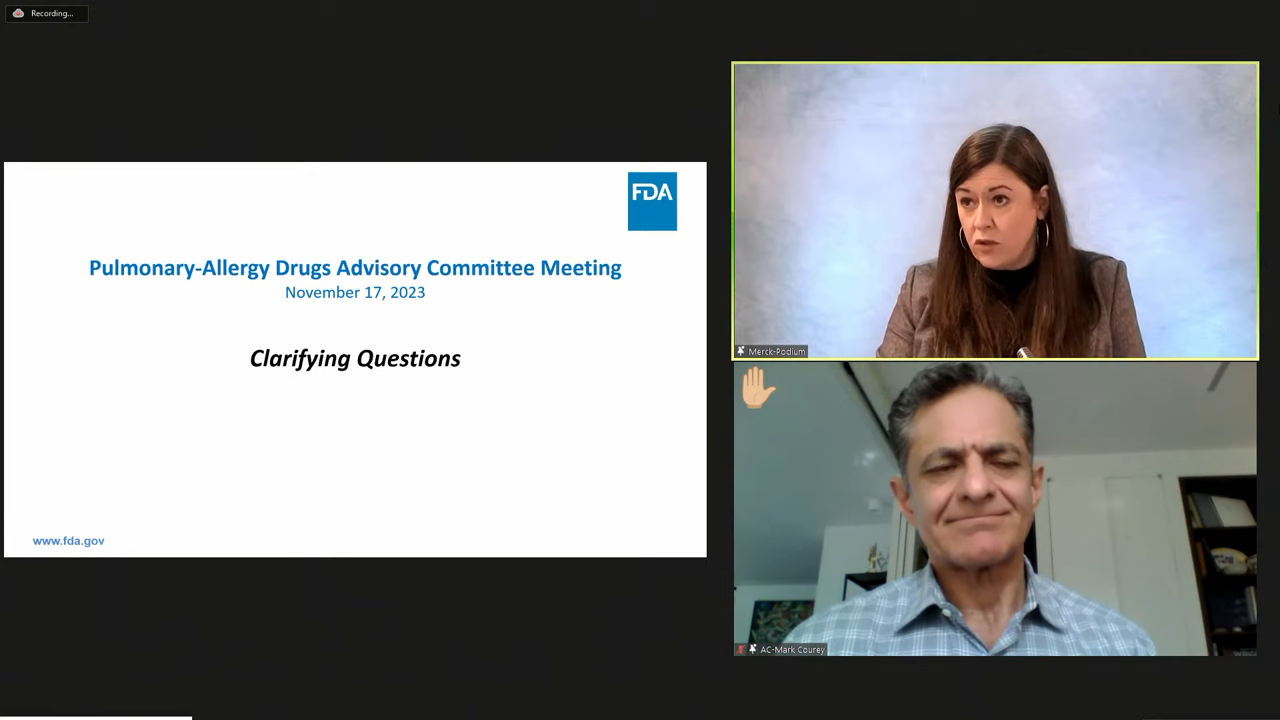 Recording...
FDA
Pulmonary-Allergy Drugs Advisory Committee Meeting
November 17, 2023
Clarifying Questions
www.fda.gov
Merck-Podium
AC-Mark Courey